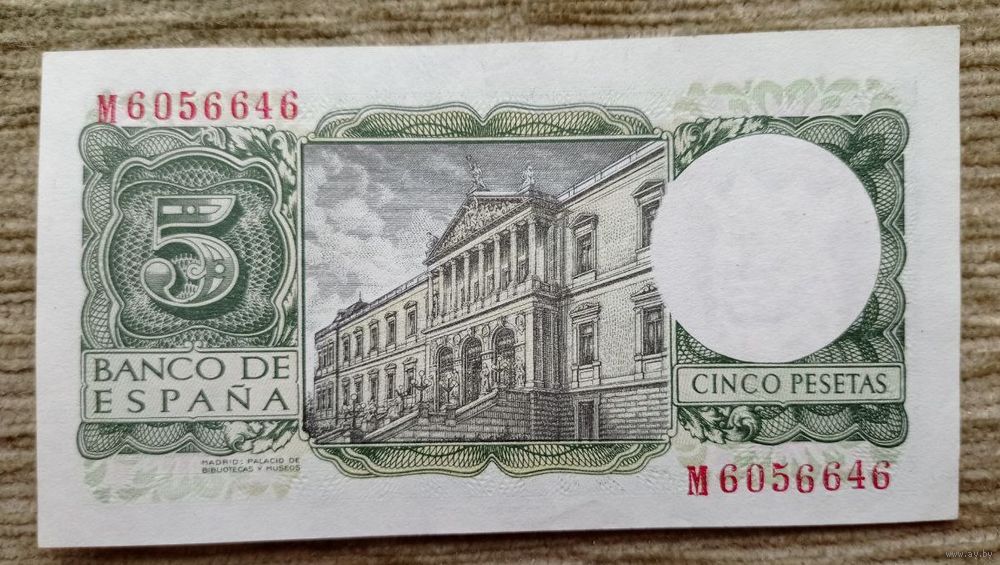 M6056646
5
BANCO DE
ESPAÑA
MADRID: PALACIO DE
BIBLIOTECAS Y MUSEOS
CINCO PESETAS
M6056646
www.ay.by